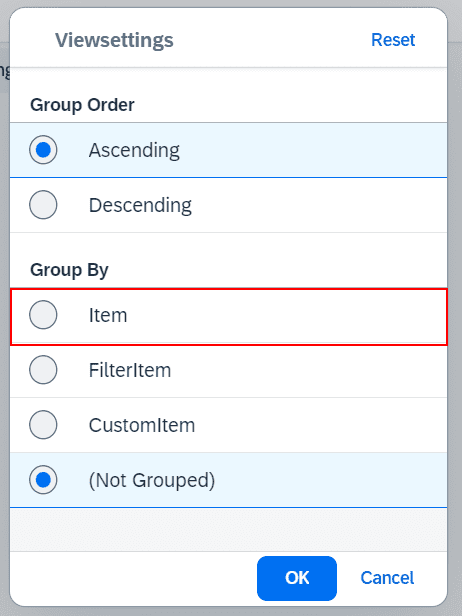 Viewsettings Reset
Group Order
Ascending
Descending
Group By
Item
FilterItem
CustomItem
(Not Grouped)
OK Cancel